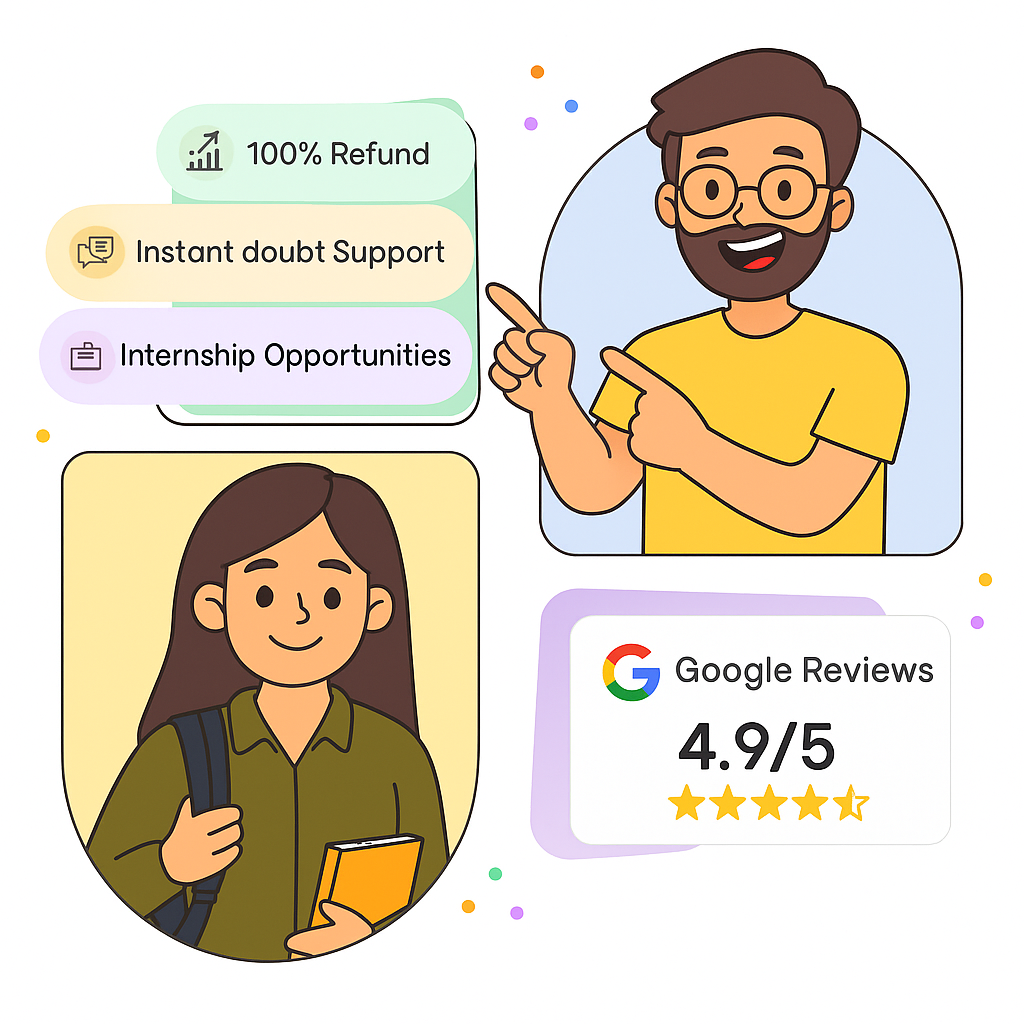 100% Refund
Instant doubt Support
Internship Opportunities
Google Reviews
4.9/5